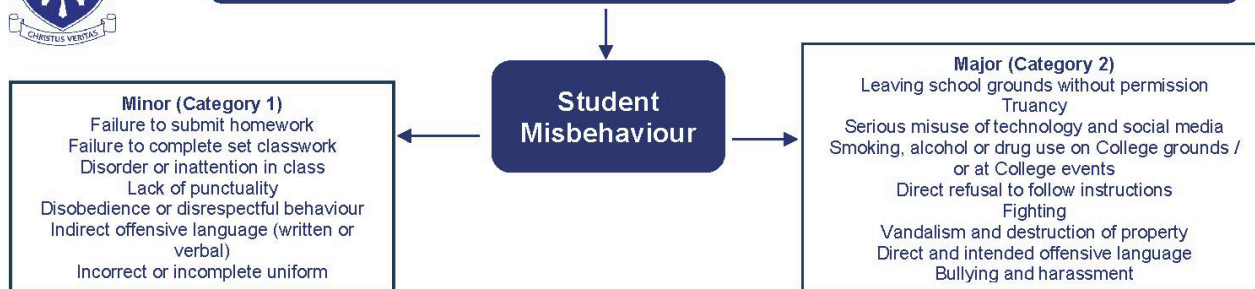 CHRISTUS VERITAS
Student
Misbehaviour
Minor (Category 1)
Failure to submit homework
Failure to complete set classwork
Disorder or inattention in class
Lack of punctuality
Disobedience or disrespectful behaviour
Indirect offensive language (written or
verbal)
Incorrect or incomplete uniform
Major (Category 2)
Leaving school grounds without permission
Truancy
Serious misuse of technology and social media
Smoking, alcohol or drug use on College grounds /
or at College events
Direct refusal to follow instructions
Fighting
Vandalism and destruction of property
Direct and intended offensive language
Bullying and harassment